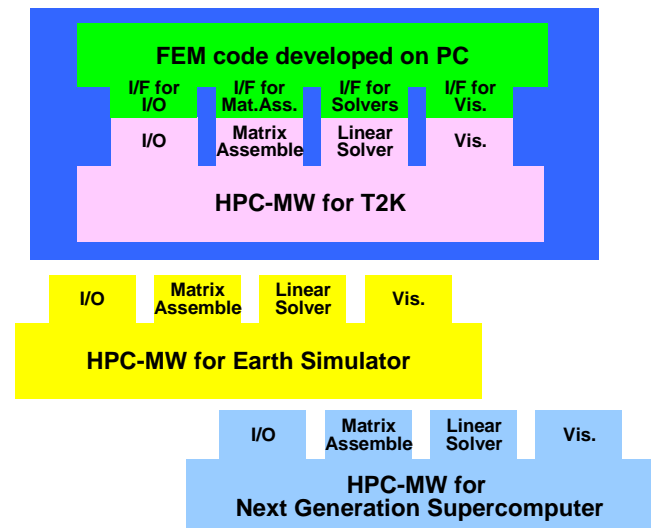 FEM code developed on PC
I/F for
I/O
I/F for
Mat.Ass.
I/F for
Solvers
I/F for
Vis.
I/O
Matrix
Assemble
Linear
Solver
Vis.
HPC-MW for T2K
I/O
Matrix
Assemble
Linear
Solver
Vis.
HPC-MW for Earth Simulator
I/O
Matrix
Assemble
Linear
Solver
Vis.
HPC-MW for
Next Generation Supercomputer